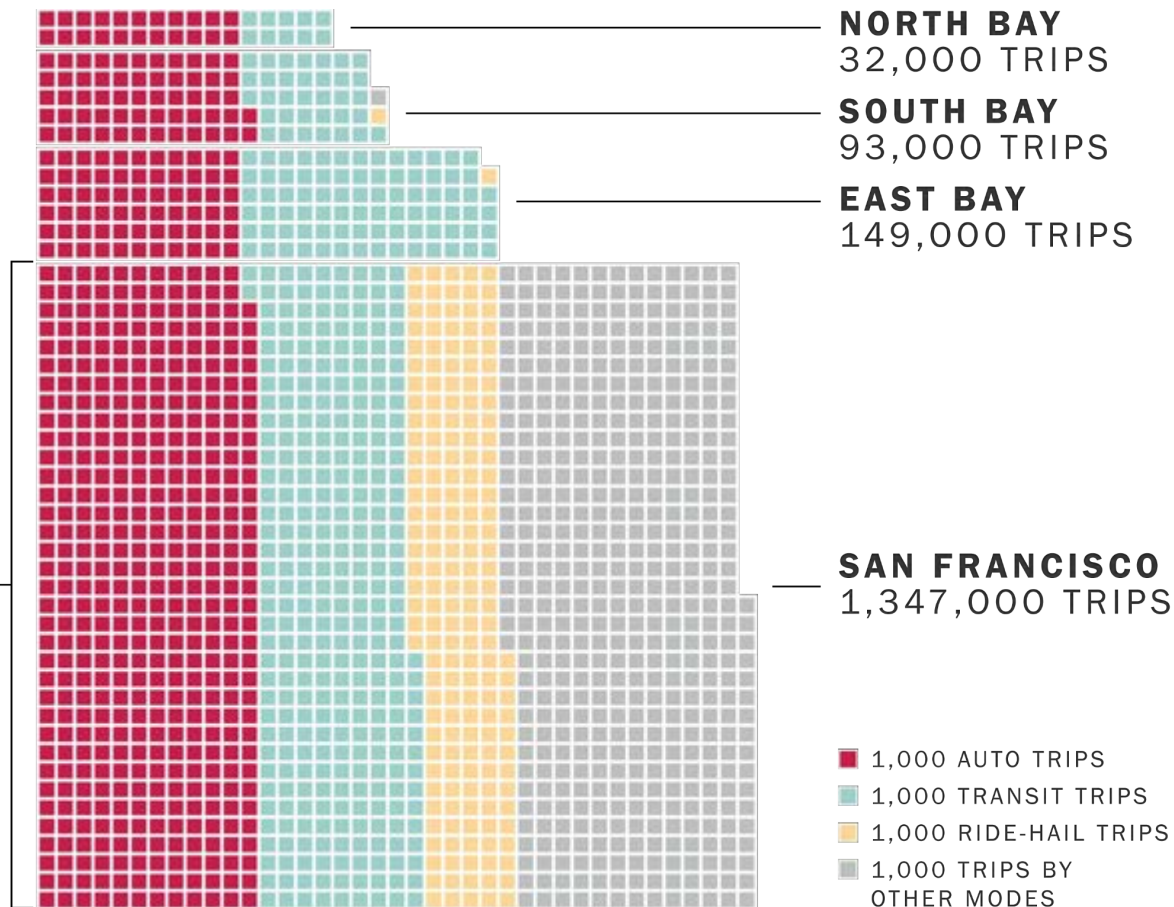 NORTH BAY
32,000 TRIPS
SOUTH BAY
93,000 TRIPS
EAST BAY
149,000 TRIPS
SAN FRANCISCO
1,347,000 TRIPS
1,000 AUTO TRIPS
1,000 TRANSIT TRIPS
1,000 RIDE-HAIL TRIPS
1,000 TRIPS BY
OTHER MODES